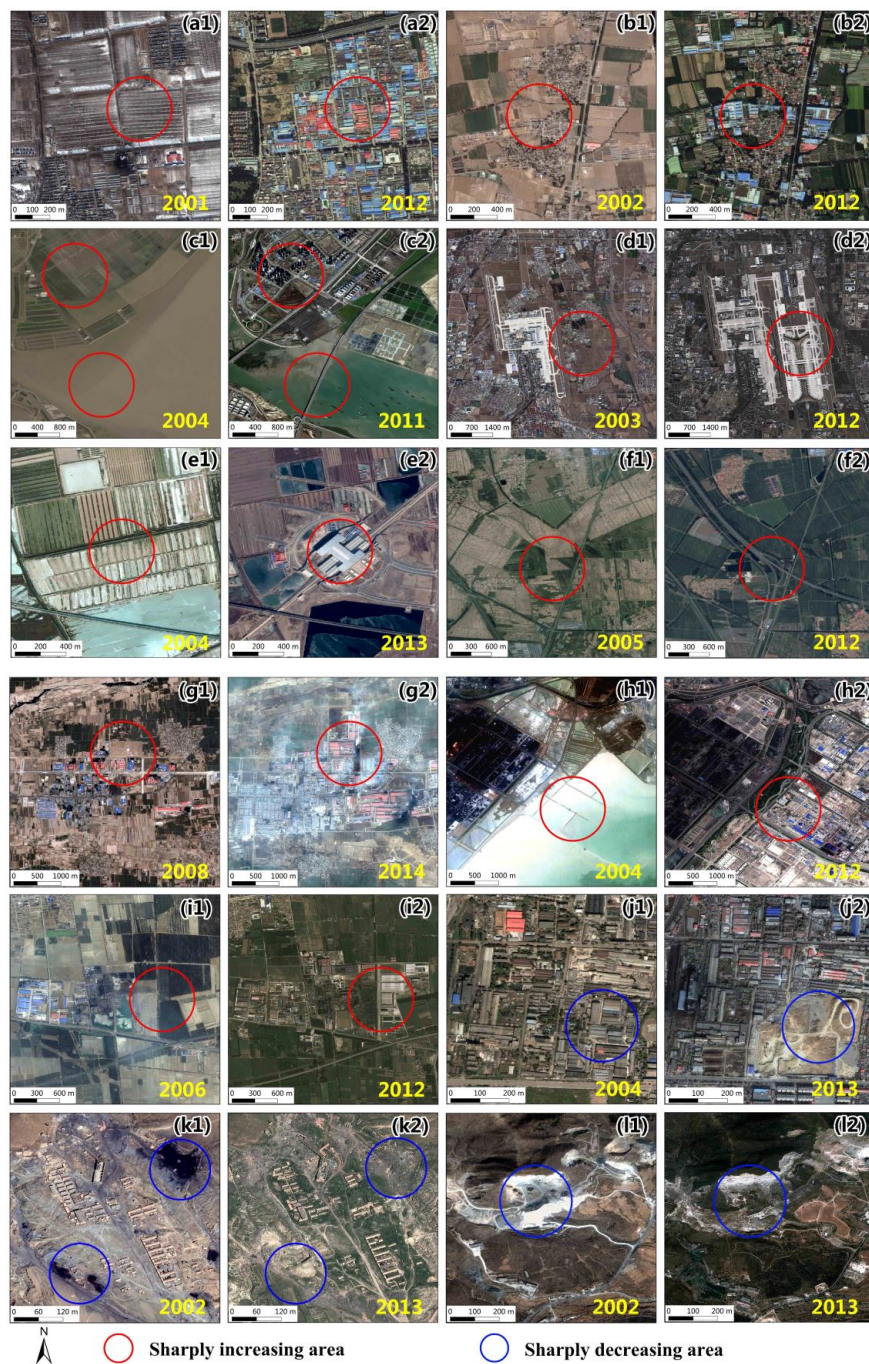 (a1) (a2) (b1) (b2)
0 100 200 m 2001 0 100 200 m 2012 0 200 400 m 2002 0 200 400 m 2012
(c1) (c2) (d1) (d2)
0 400 800 m 2004 0 400 800 m 2011 0 700 1400 m 2003 0 700 1400 m 2012
(e1) (e2) (f1) (f2)
0 200 400 m 2004 0 200 400 m 2013 0 300 600 m 2005 0 300 600 m 2012
(g1) (g2) (h1) (h2)
0 500 1000 m 2008 0 500 1000 m 2014 0 500 1000 m 2004 0 500 1000 m 2012
(i1) (i2) (j1) (j2)
0 300 600 m 2006 0 300 600 m 2012 0 100 200 m 2004 0 100 200 m 2013
(k1) (k2) (l1) (l2)
0 60 120 m 2002 0 60 120 m 2013 0 100 200 m 2002 0 100 200 m 2013
N Sharply increasing area Sharply decreasing area